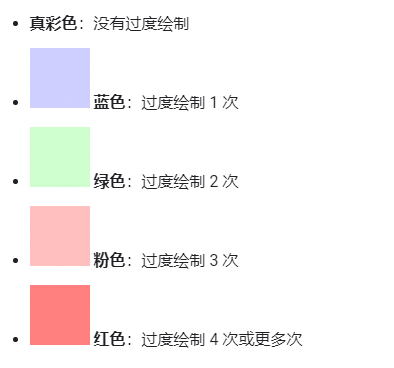 真彩色：没有过度绘制
蓝色：过度绘制 1 次
绿色：过度绘制 2 次
粉色：过度绘制 3 次
红色：过度绘制 4 次或更多次